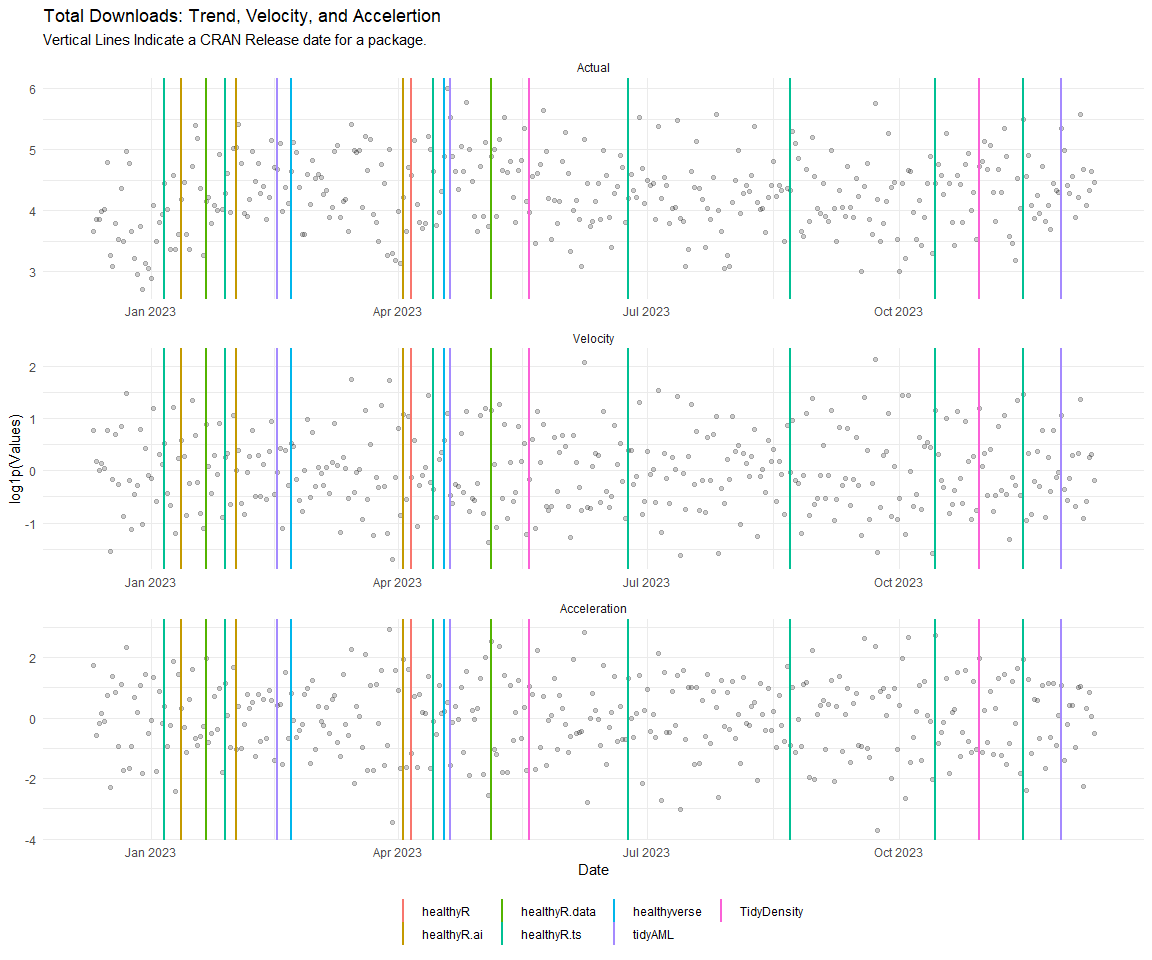 Total Downloads: Trend, Velocity, and Accelertion
Vertical Lines Indicate a CRAN Release date for a package.
Actual
6
5
4
3
Jan 2023 Apr 2023 Jul 2023 Oct 2023
Velocity
2
1
0
-1
Jan 2023 Apr 2023 Jul 2023 Oct 2023
log1p(Values)
Acceleration
2
0
-2
-4
Jan 2023 Apr 2023 Jul 2023 Oct 2023
Date
healthyR healthyR.data healthyverse TidyDensity
healthyR.ai healthyR.ts tidyAML